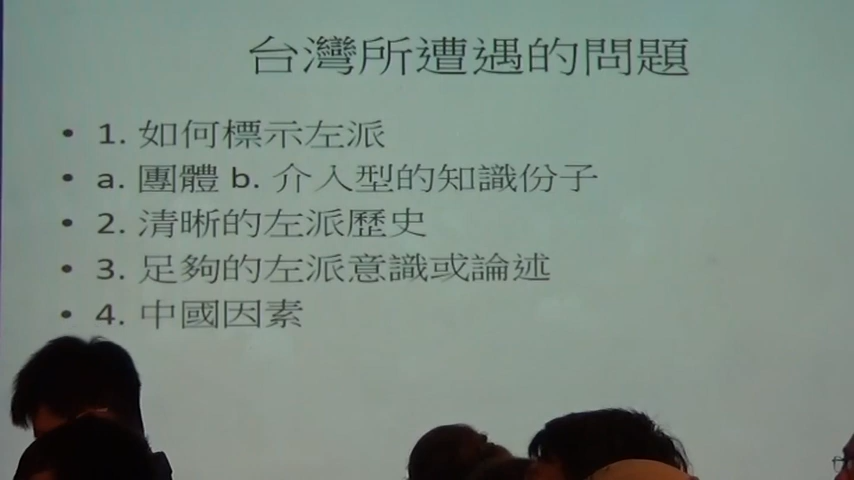 台灣所遭遇的問題
• 1. 如何標示左派
• a. 團體 b. 介入型的知識份子
• 2. 清晰的左派歷史
• 3. 足夠的左派意識或論述
• 4. 中國因素